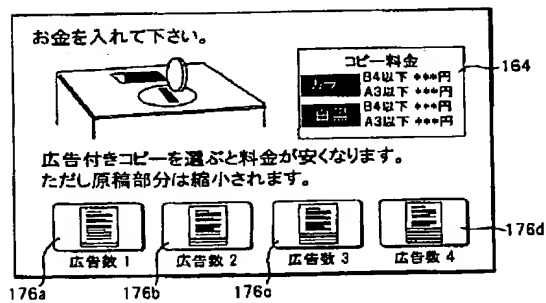 お金を入れて下さい。
コピー料金
カラー B4以下 ***円
A3以下 ***円
白黒 B4以下 ***円
A3以下 ***円
164
広告付きコピーを選ぶと料金が安くなります。
ただし原稿部分は縮小されます。
176d
広告数 1 広告数 2 広告数 3 広告数 4
176a 176b 176c